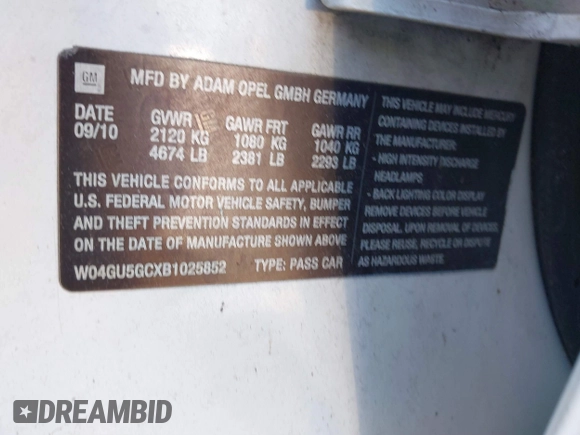 GM
MFD BY ADAM OPEL GMBH GERMANY
DATE GVWR GAWR FRT GAWR RR
09/10 2120 KG 1080 KG 1040 KG
4674 LB 2381 LB 2293 LB
THIS VEHICLE CONFORMS TO ALL APPLICABLE
U.S. FEDERAL MOTOR VEHICLE SAFETY, BUMPER
AND THEFT PREVENTION STANDARDS IN EFFECT
ON THE DATE OF MANUFACTURE SHOWN ABOVE
W04GU5GCXB1025852 TYPE: PASS CAR
THIS VEHICLE MAY INCLUDE MERCURY
CONTAINING DEVICES INSTALLED BY
THE MANUFACTURER:
- HIGH INTENSITY DISCHARGE
HEADLAMPS
- BACK LIGHTING COLOR DISPLAY
REMOVE DEVICES BEFORE VEHICLE
DISPOSAL. UPON REMOVAL OF DEVICES
PLEASE REUSE, RECYCLE OR DISPOSE
AS HAZARDOUS WASTE.
DREAMBID